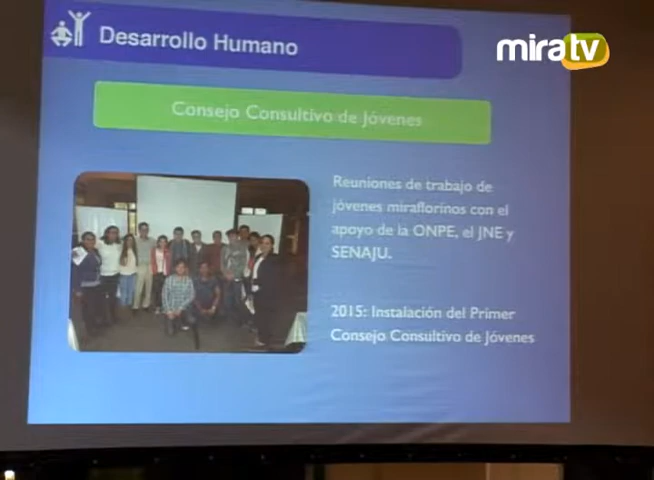 Desarrollo Humano
miratv
Consejo Consultivo de Jóvenes
Reuniones de trabajo de
jóvenes miraflorinos con el
apoyo de la ONPE, el JNE y
SENAJU.
2015: Instalación del Primer
Consejo Consultivo de Jóvenes